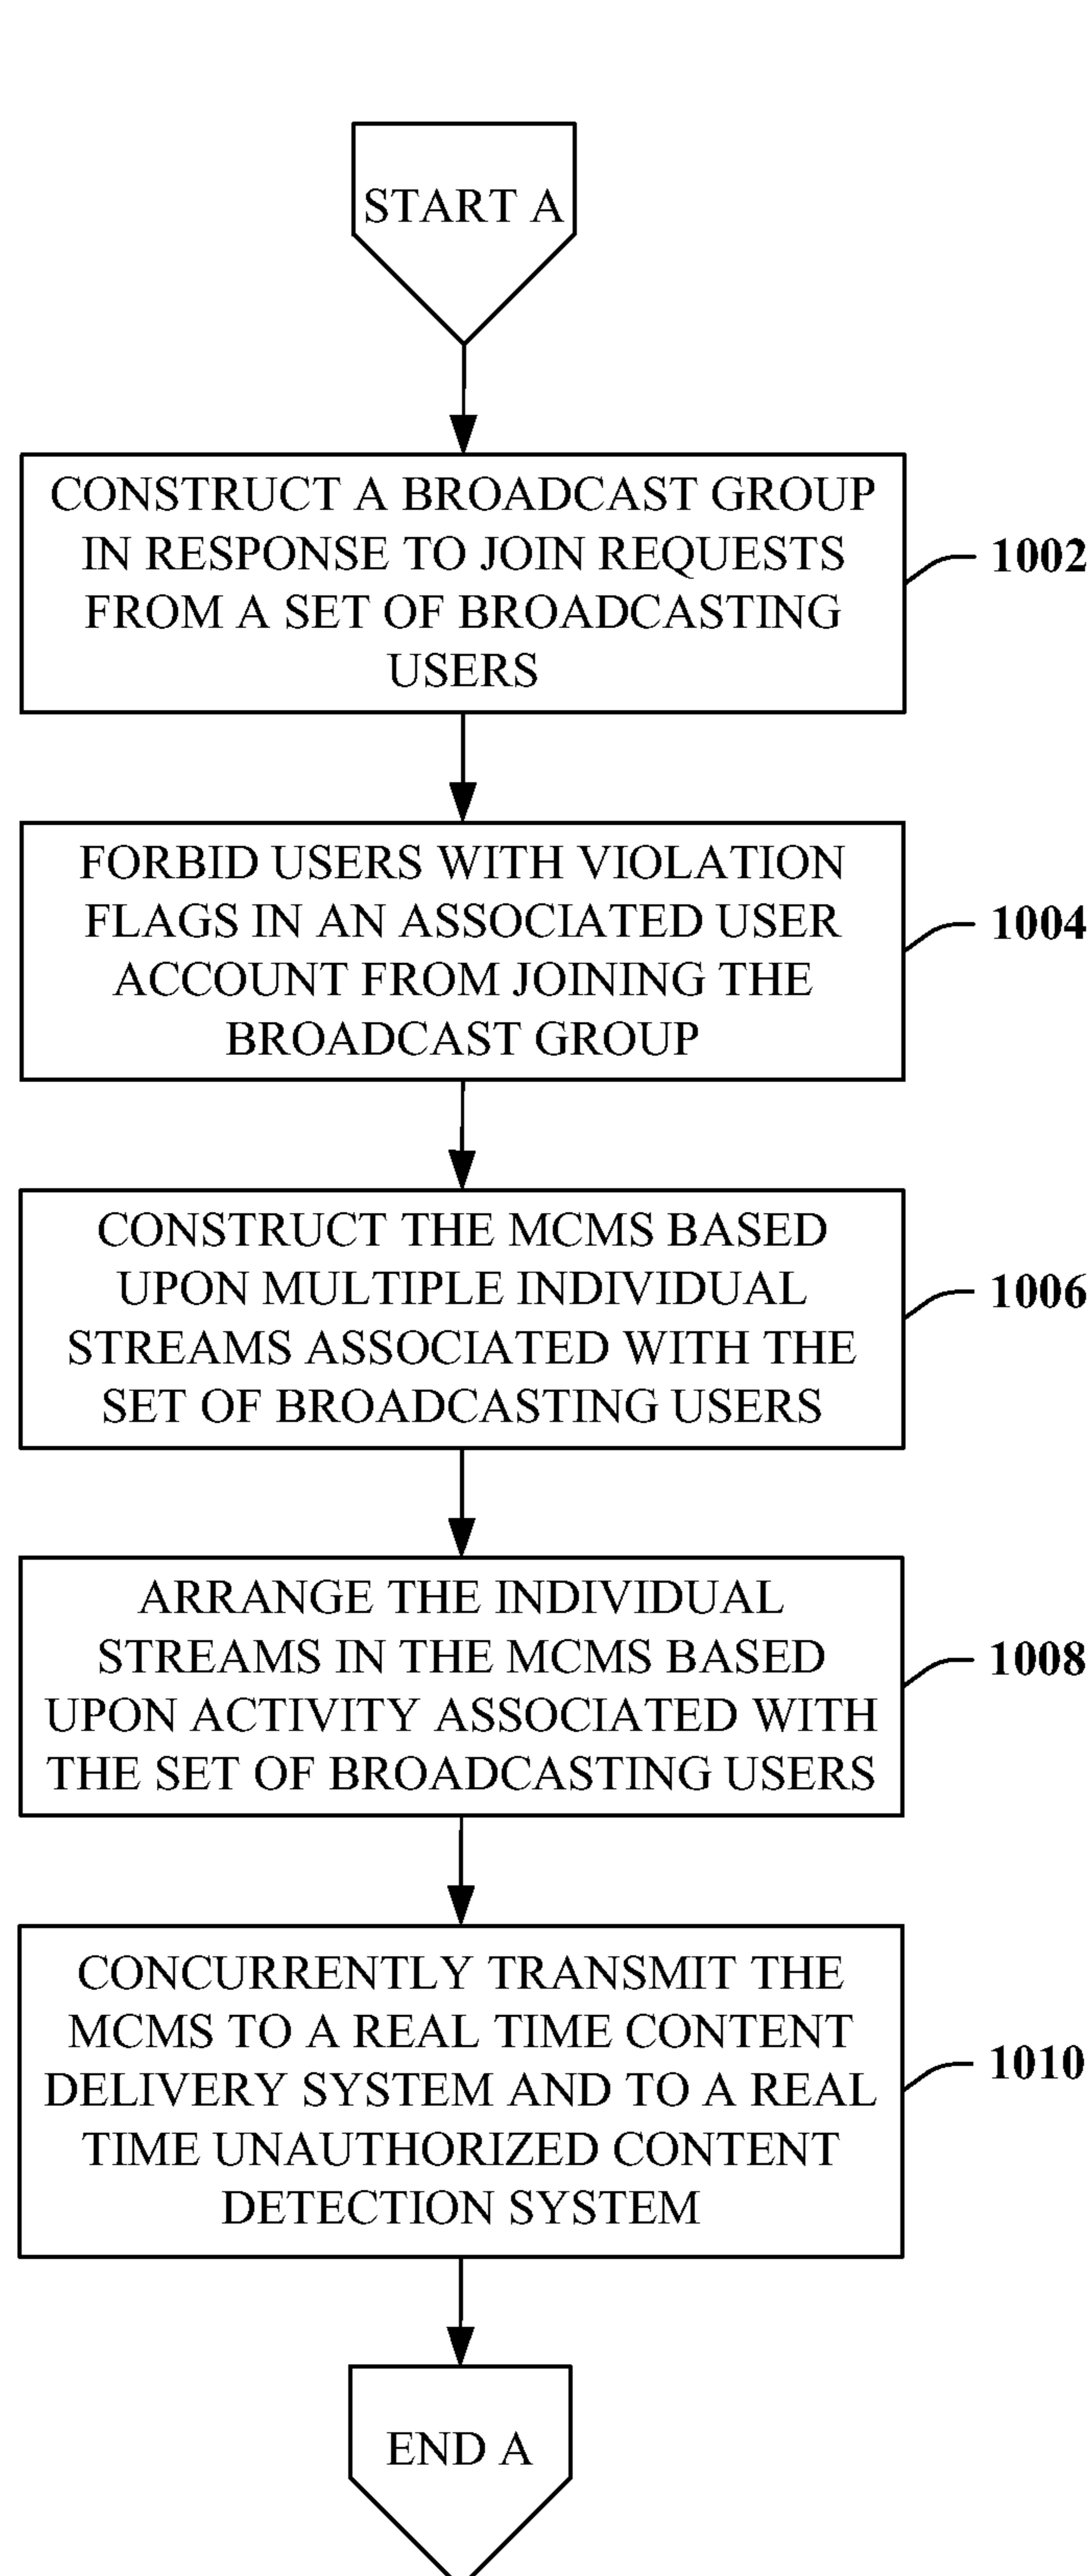 START A
CONSTRUCT A BROADCAST GROUP
IN RESPONSE TO JOIN REQUESTS
FROM A SET OF BROADCASTING
USERS
1002
FORBID USERS WITH VIOLATION
FLAGS IN AN ASSOCIATED USER
ACCOUNT FROM JOINING THE
BROADCAST GROUP
1004
CONSTRUCT THE MCMS BASED
UPON MULTIPLE INDIVIDUAL
STREAMS ASSOCIATED WITH THE
SET OF BROADCASTING USERS
1006
ARRANGE THE INDIVIDUAL
STREAMS IN THE MCMS BASED
UPON ACTIVITY ASSOCIATED WITH
THE SET OF BROADCASTING USERS
1008
CONCURRENTLY TRANSMIT THE
MCMS TO A REAL TIME CONTENT
DELIVERY SYSTEM AND TO A REAL
TIME UNAUTHORIZED CONTENT
DETECTION SYSTEM
1010
END A